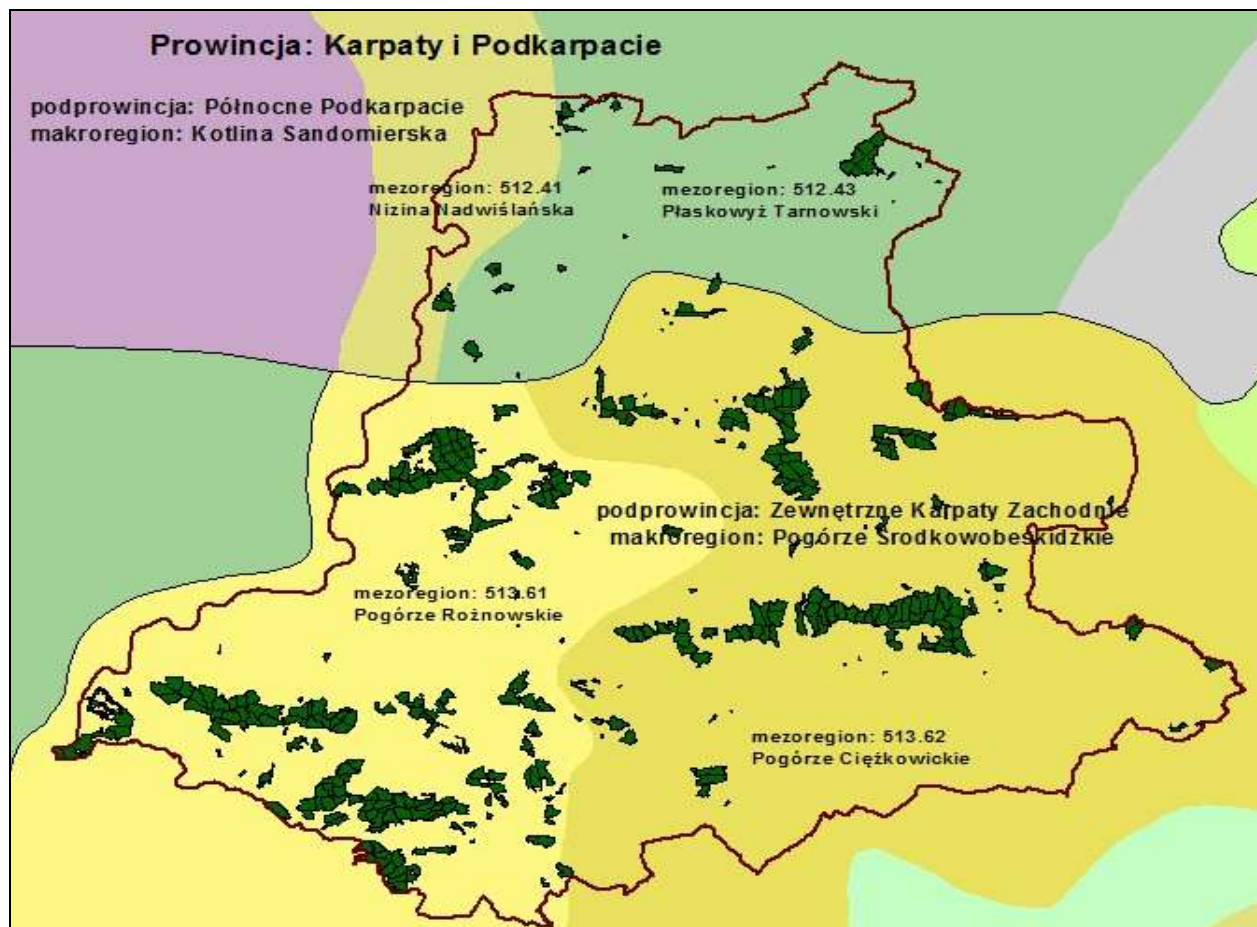 Prowincja: Karpaty i Podkarpacie
podprowincja: Północne Podkarpacie
makroregion: Kotlina Sandomierska
mezoregion: 512.41
Nizina Nadwiślańska
mezoregion: 512.43
Płaskowyż Tarnowski
podprowincja: Zewnętrzne Karpaty Zachodnie
makroregion: Pogórze Środkowobeskidzkie
mezoregion: 513.61
Pogórze Rożnowskie
mezoregion: 513.62
Pogórze Ciężkowickie